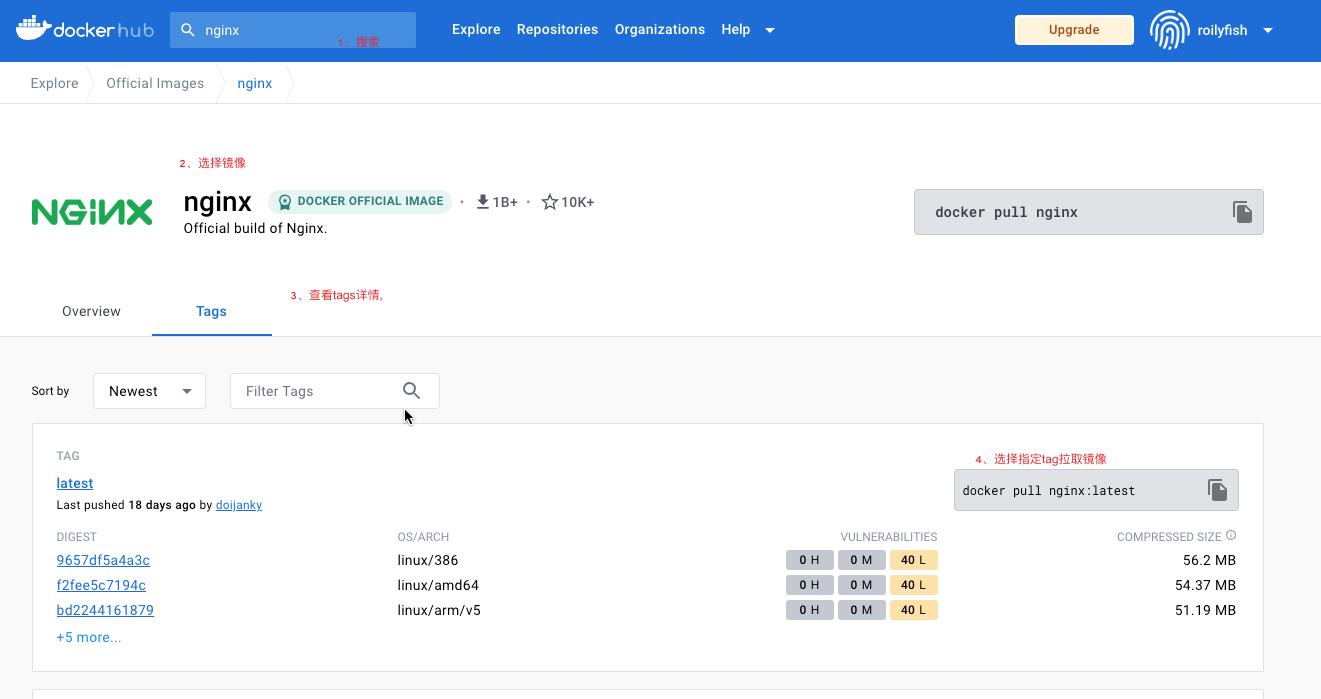 dockerhub nginx Explore Repositories Organizations Help Upgrade roilyfish
1、搜索
Explore Official Images nginx
2、选择镜像
NGINX nginx DOCKER OFFICIAL IMAGE · 1B+ · 10K+ docker pull nginx
Official build of Nginx.
3、查看tags详情,
Overview Tags
Sort by Newest Filter Tags
TAG
4、选择指定tag拉取镜像
latest docker pull nginx:latest
Last pushed 18 days ago by doijanky
DIGEST OS/ARCH VULNERABILITIES COMPRESSED SIZE
9657df5a4a3c linux/386 0 H 0 M 40 L 56.2 MB
f2fee5c7194c linux/amd64 0 H 0 M 40 L 54.37 MB
bd2244161879 linux/arm/v5 0 H 0 M 40 L 51.19 MB
+5 more...